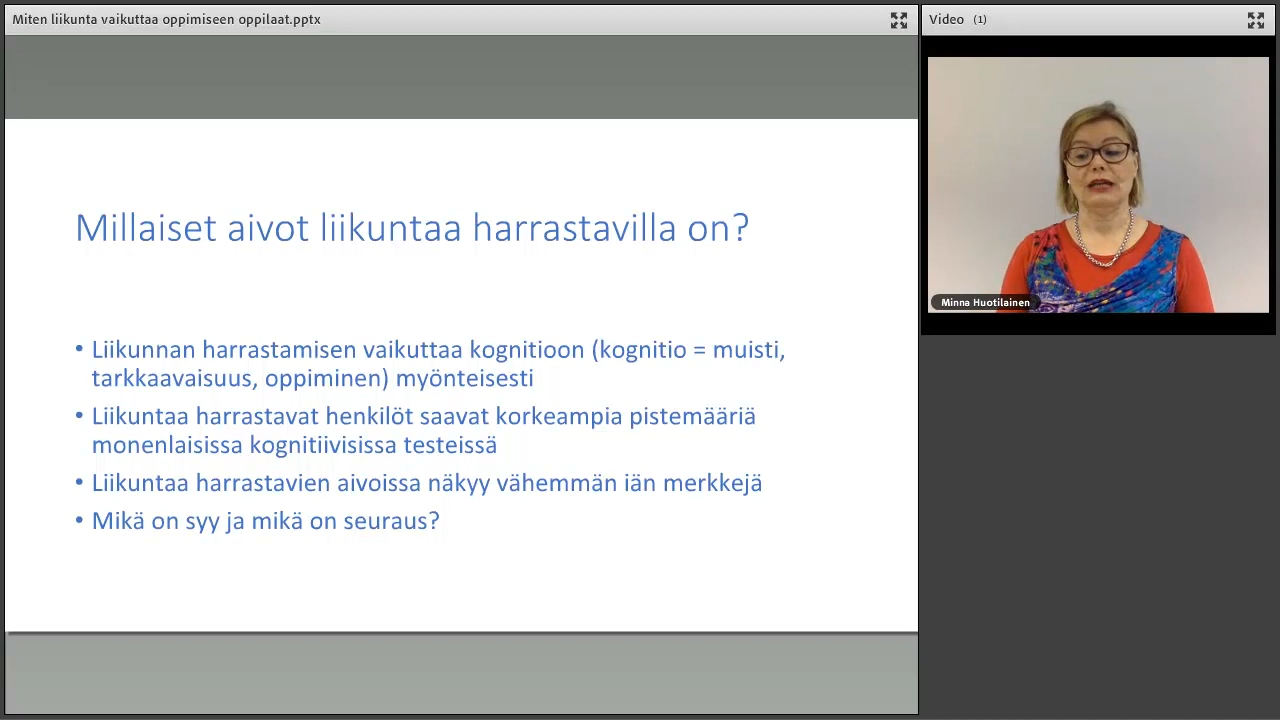 Miten liikunta vaikuttaa oppimiseen oppilaat.pptx
Video (1)
Millaiset aivot liikuntaa harrastavilla on?
• Liikunnan harrastamisen vaikuttaa kognitioon (kognitio = muisti,
tarkkaavaisuus, oppiminen) myönteisesti
• Liikuntaa harrastavat henkilöt saavat korkeampia pistemääriä
monenlaisissa kognitiivisissa testeissä
• Liikuntaa harrastavien aivoissa näkyy vähemmän iän merkkejä
• Mikä on syy ja mikä on seuraus?
Minna Huotilainen